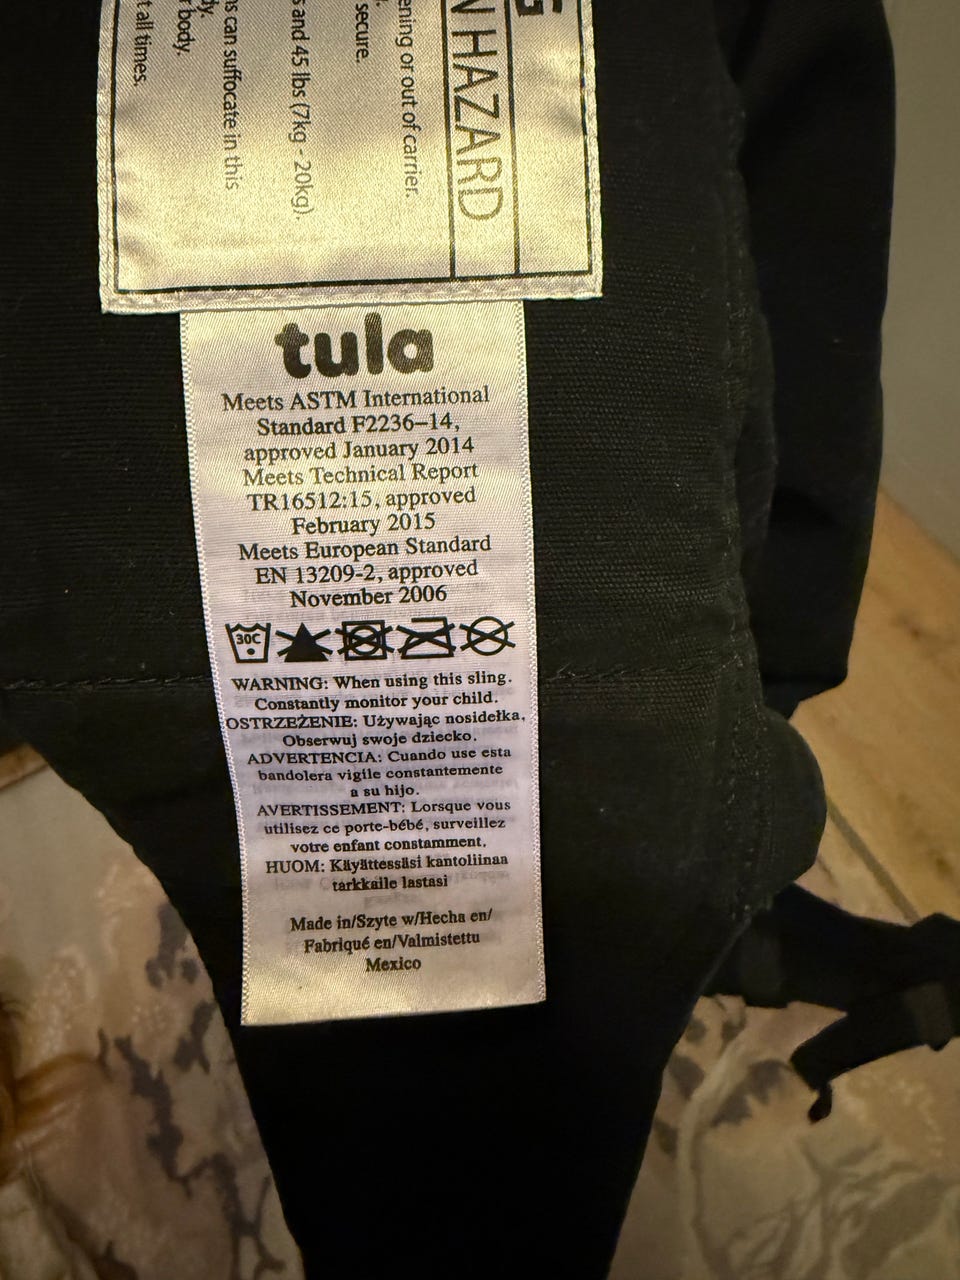 G
N HAZARD
ening or out of carrier.
secure.
s and 45 lbs (7kg - 20kg).
can suffocate in this
body.
at all times.
tula
Meets ASTM International
Standard F2236–14,
approved January 2014
Meets Technical Report
TR16512:15, approved
February 2015
Meets European Standard
EN 13209-2, approved
November 2006
30C
WARNING: When using this sling.
Constantly monitor your child.
OSTRZEŻENIE: Używając nosidełka,
Obserwuj swoje dziecko.
ADVERTENCIA: Cuando use esta
bandolera vigile constantemente
a su hijo.
AVERTISSEMENT: Lorsque vous
utilisez ce porte-bébé, surveillez
votre enfant constamment.
HUOM: Käyättessäsi kantoliinaa
tarkkaile lastasi
Made in/Szyte w/Hecha en/
Fabriqué en/Valmistettu
Mexico